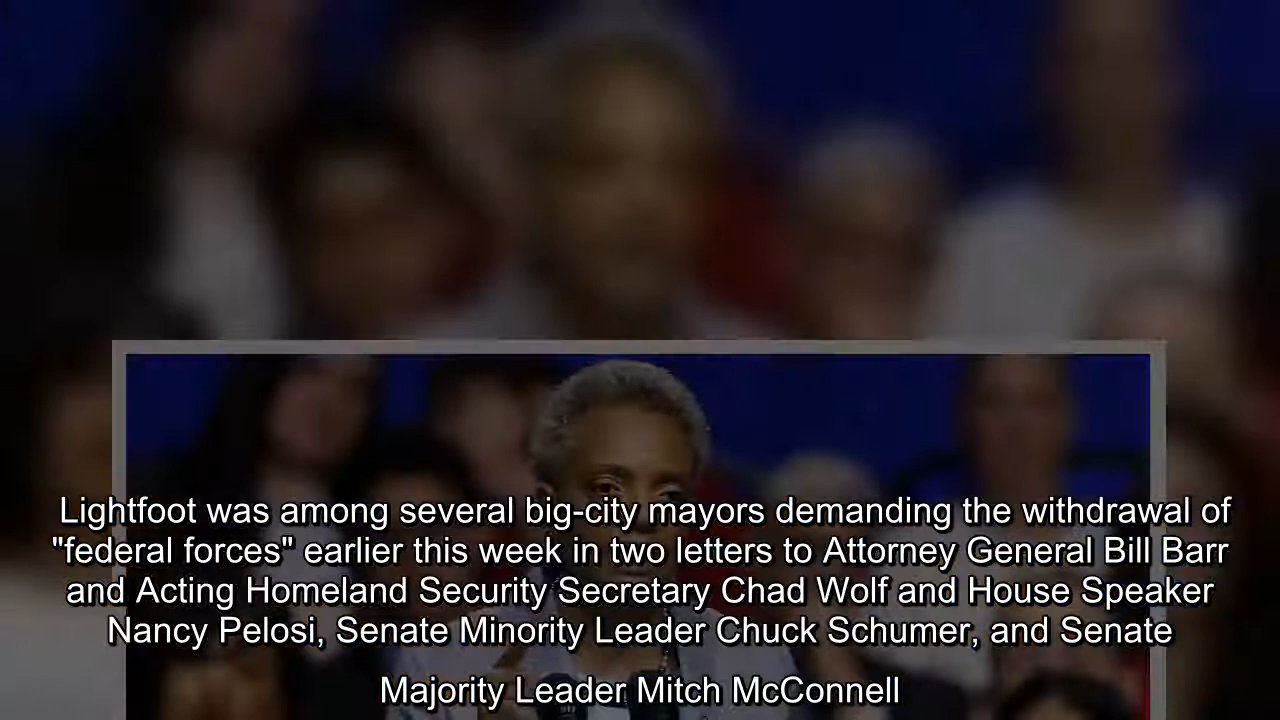 Lightfoot was among several big-city mayors demanding the withdrawal of
"federal forces" earlier this week in two letters to Attorney General Bill Barr
and Acting Homeland Security Secretary Chad Wolf and House Speaker
Nancy Pelosi, Senate Minority Leader Chuck Schumer, and Senate
Majority Leader Mitch McConnell